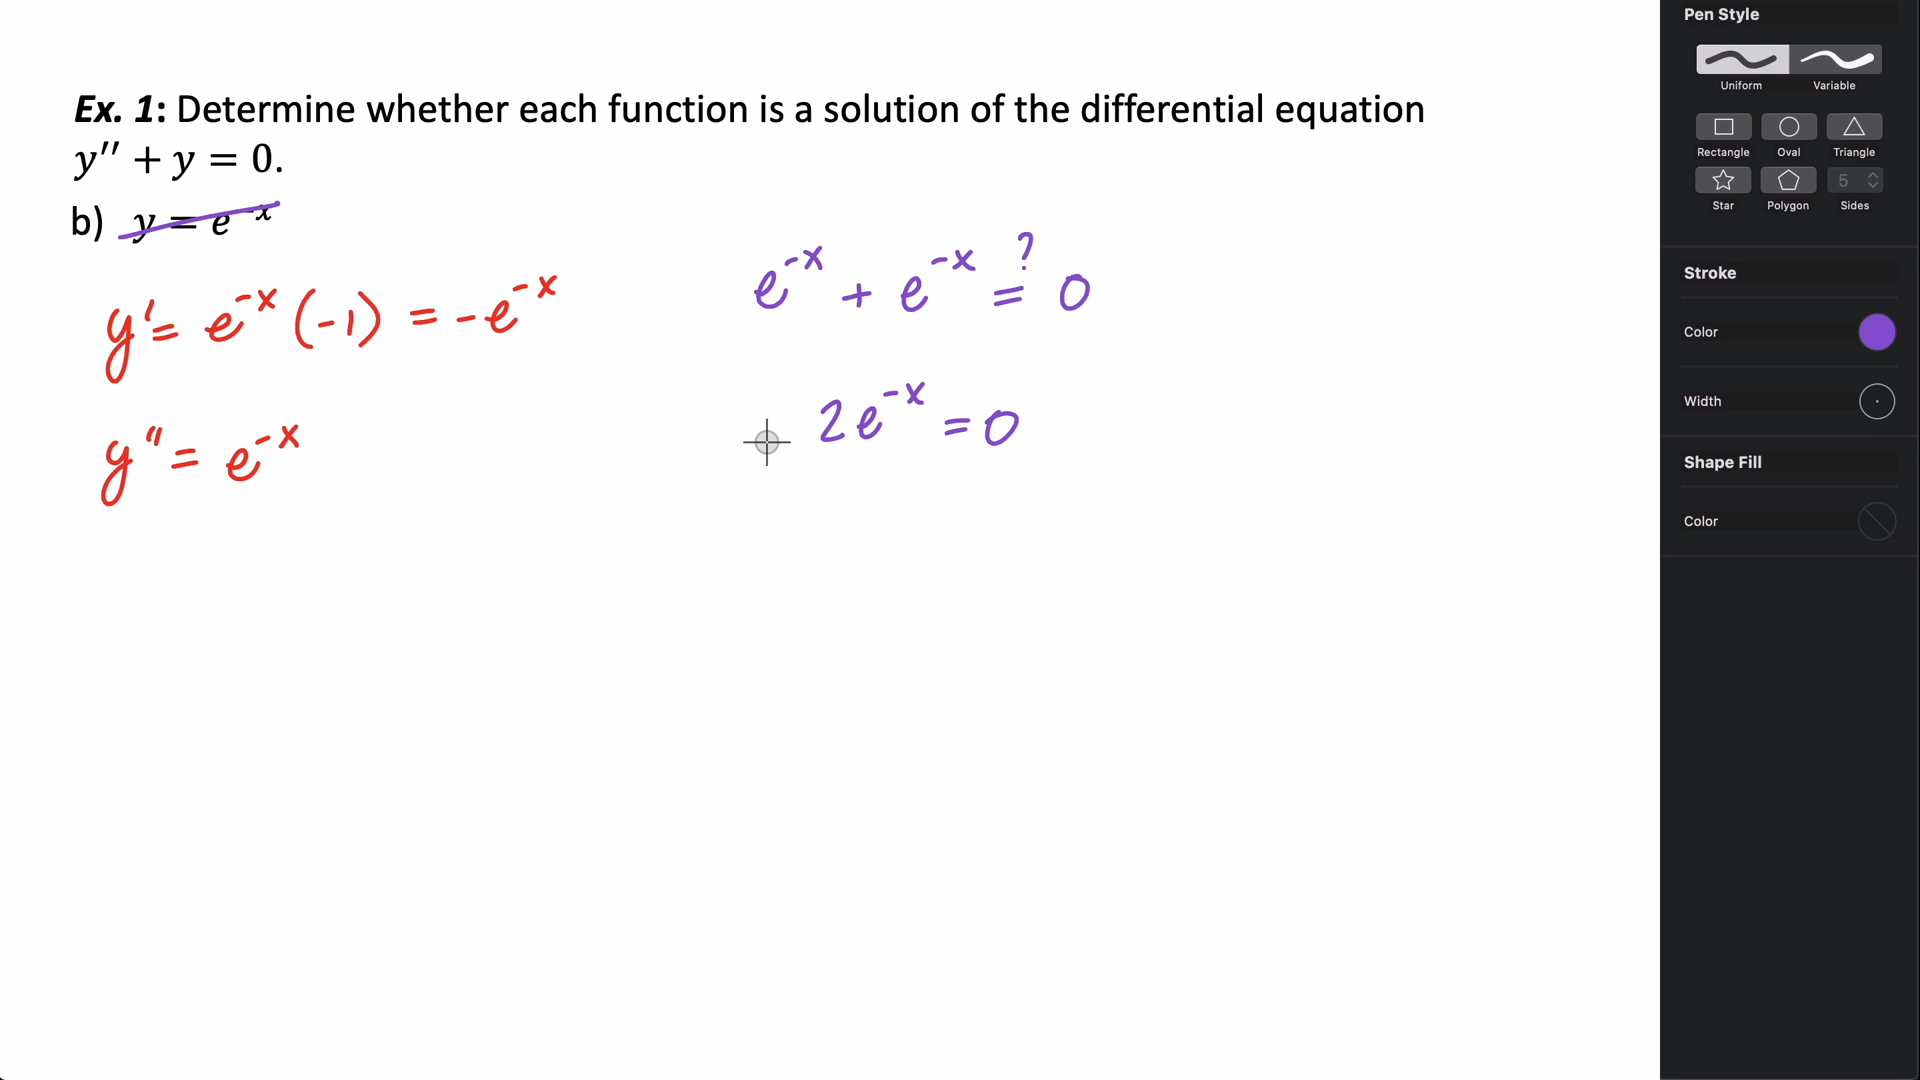 Ex. 1: Determine whether each function is a solution of the differential equation
y′′ + y = 0.
b) y = e^{-x}
y' = e^{-x} (-1) = -e^{-x}
y" = e^{-x}
e^{-x} + e^{-x} =? 0
2e^{-x} = 0
Pen Style
Uniform Variable
Rectangle Oval Triangle
5
Star Polygon Sides
Stroke
Color
Width
Shape Fill
Color